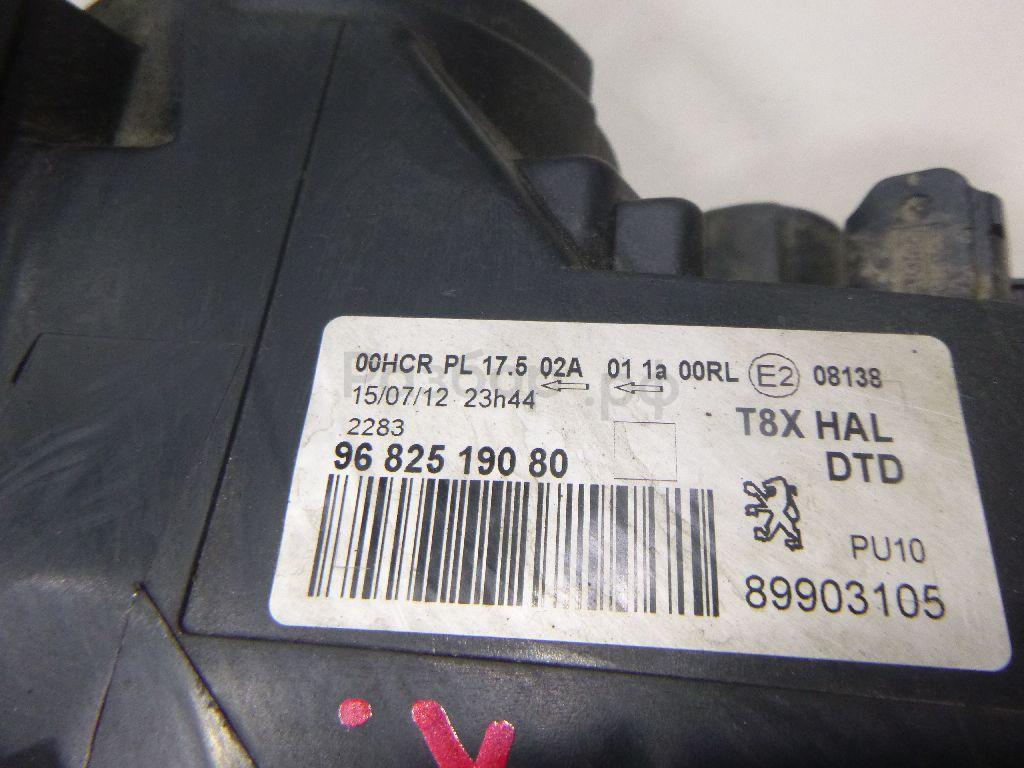 00HCR PL 17.5 02A 01 1a 00RL E2 08138
15/07/12 23h44
2283
96 825 190 80
T8X HAL
DTD
PU10
89903105